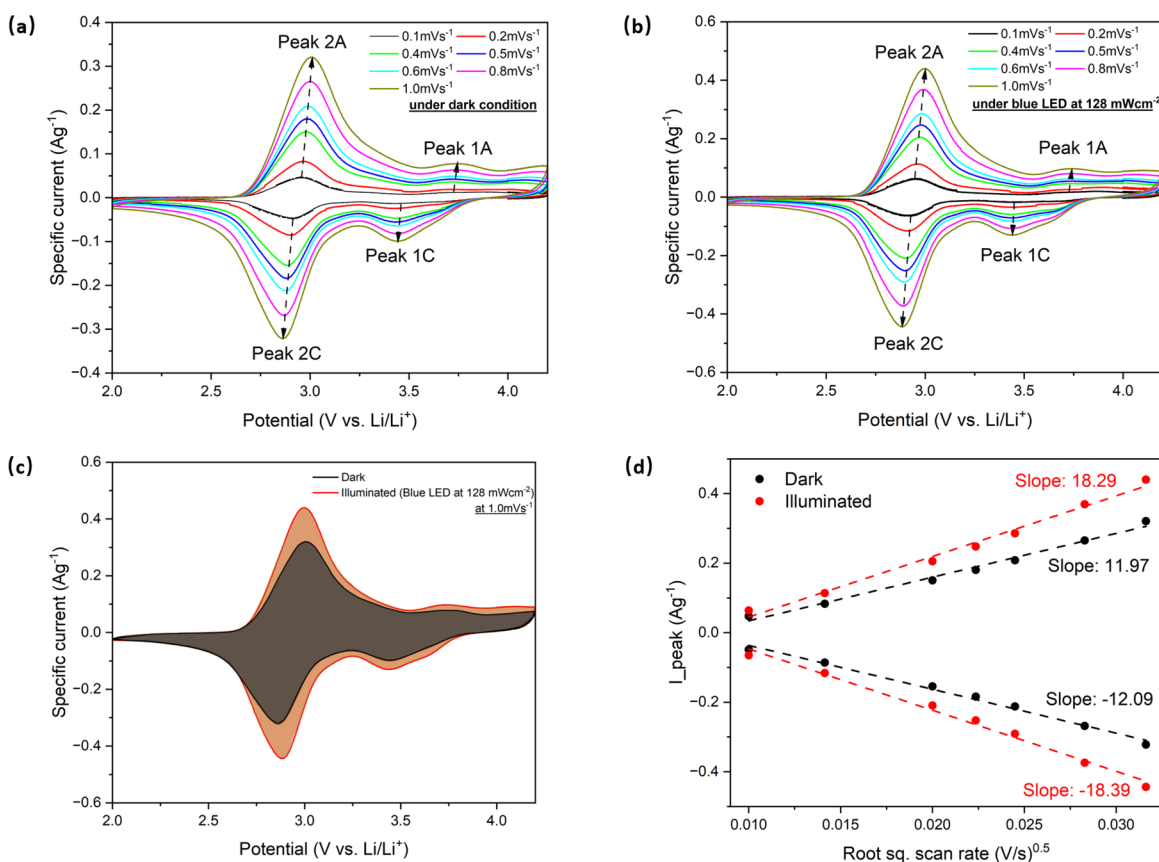 (a)
0.4
0.3
0.2
0.1
0.0
−0.1
−0.2
−0.3
−0.4
Specific current (Ag⁻¹)
Peak 2A
0.1mVs⁻¹ 0.2mVs⁻¹
0.4mVs⁻¹ 0.5mVs⁻¹
0.6mVs⁻¹ 0.8mVs⁻¹
1.0mVs⁻¹
under dark condition
Peak 1A
Peak 1C
Peak 2C
2.0 2.5 3.0 3.5 4.0
Potential (V vs. Li/Li⁺)
(b)
0.6
0.4
0.2
0.0
−0.2
−0.4
−0.6
Specific current (Ag⁻¹)
Peak 2A
0.1mVs⁻¹ 0.2mVs⁻¹
0.4mVs⁻¹ 0.5mVs⁻¹
0.6mVs⁻¹ 0.8mVs⁻¹
1.0mVs⁻¹
under blue LED at 128 mWcm⁻²
Peak 1A
Peak 1C
Peak 2C
2.0 2.5 3.0 3.5 4.0
Potential (V vs. Li/Li⁺)
(c)
0.6
0.4
0.2
0.0
−0.2
−0.4
−0.6
Specific current (Ag⁻¹)
Dark
Illuminated (Blue LED at 128 mWcm⁻²)
at 1.0mVs⁻¹
2.0 2.5 3.0 3.5 4.0
Potential (V vs. Li/Li⁺)
(d)
0.4
0.2
0.0
−0.2
−0.4
I_peak (Ag⁻¹)
Dark
Illuminated
Slope: 18.29
Slope: 11.97
Slope: -12.09
Slope: -18.39
0.010 0.015 0.020 0.025 0.030
Root sq. scan rate (V/s)⁰·⁵